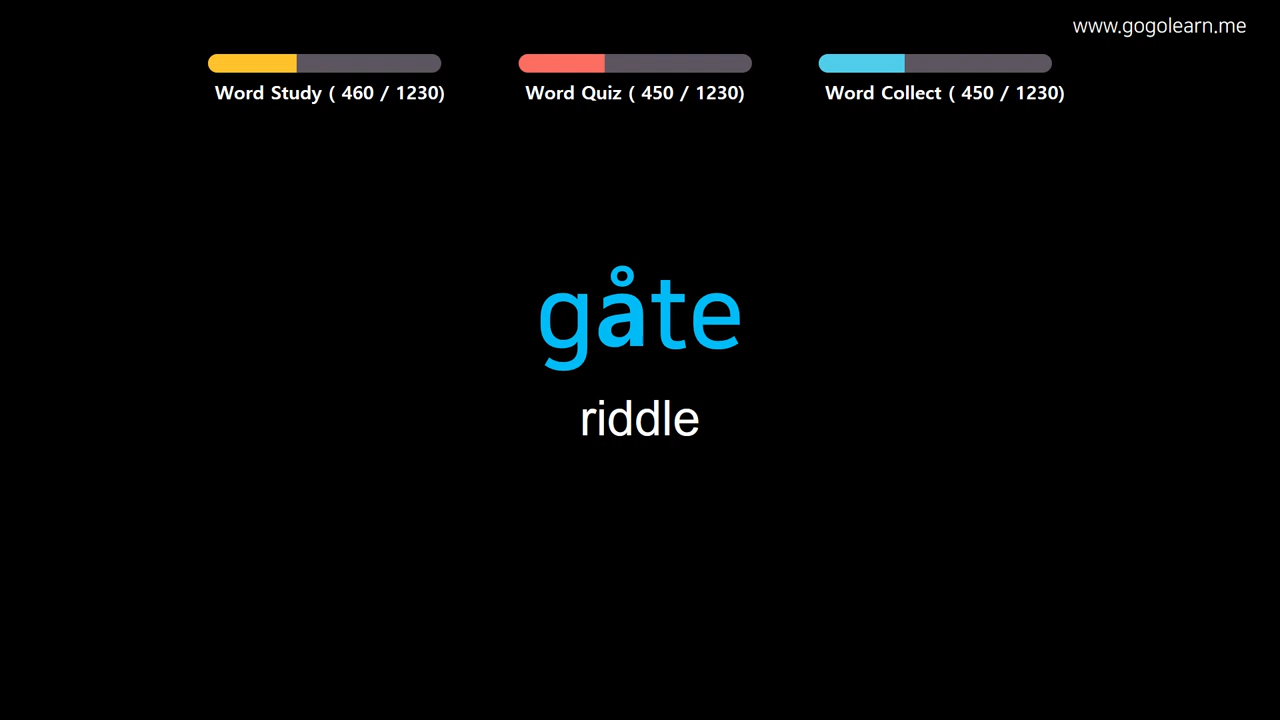 www.gogolearn.me
Word Study ( 460 / 1230)
Word Quiz ( 450 / 1230)
Word Collect ( 450 / 1230)
gåte
riddle